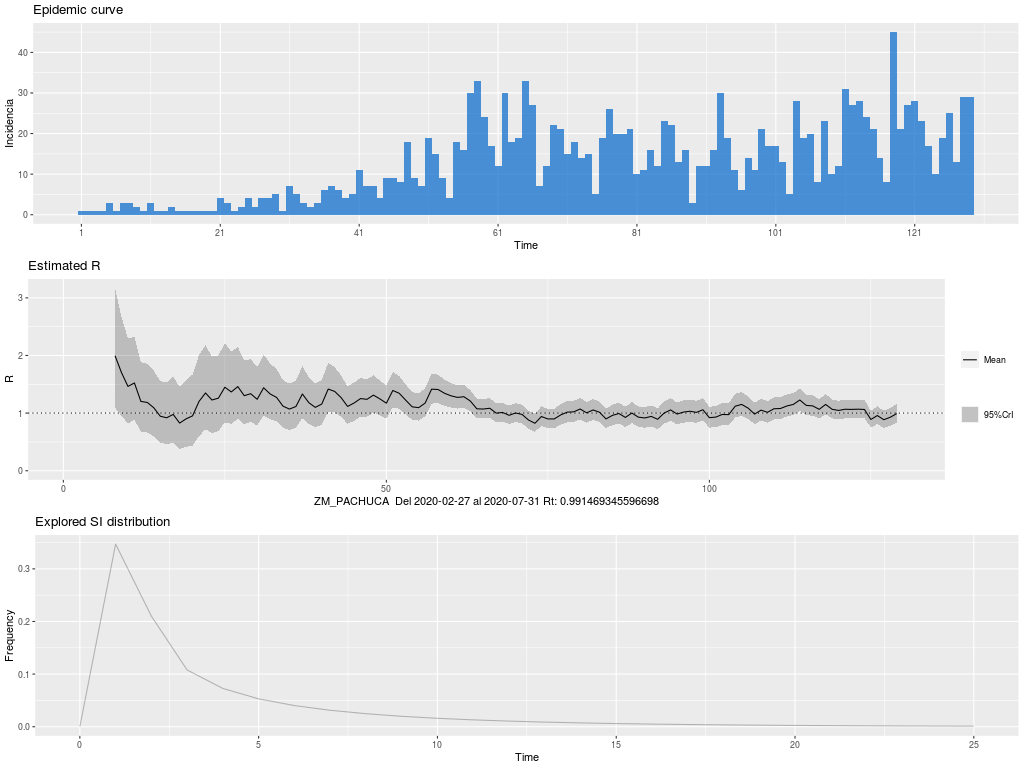 Epidemic curve
Incidencia
40
30
20
10
0
1 21 41 61 81 101 121
Time
Estimated R
R
3
2
1
0
Mean
95%CrI
0 50 100
ZM_PACHUCA Del 2020-02-27 al 2020-07-31 Rt: 0.991469345596698
Explored SI distribution
Frequency
0.3
0.2
0.1
0.0
0 5 10 15 20 25
Time